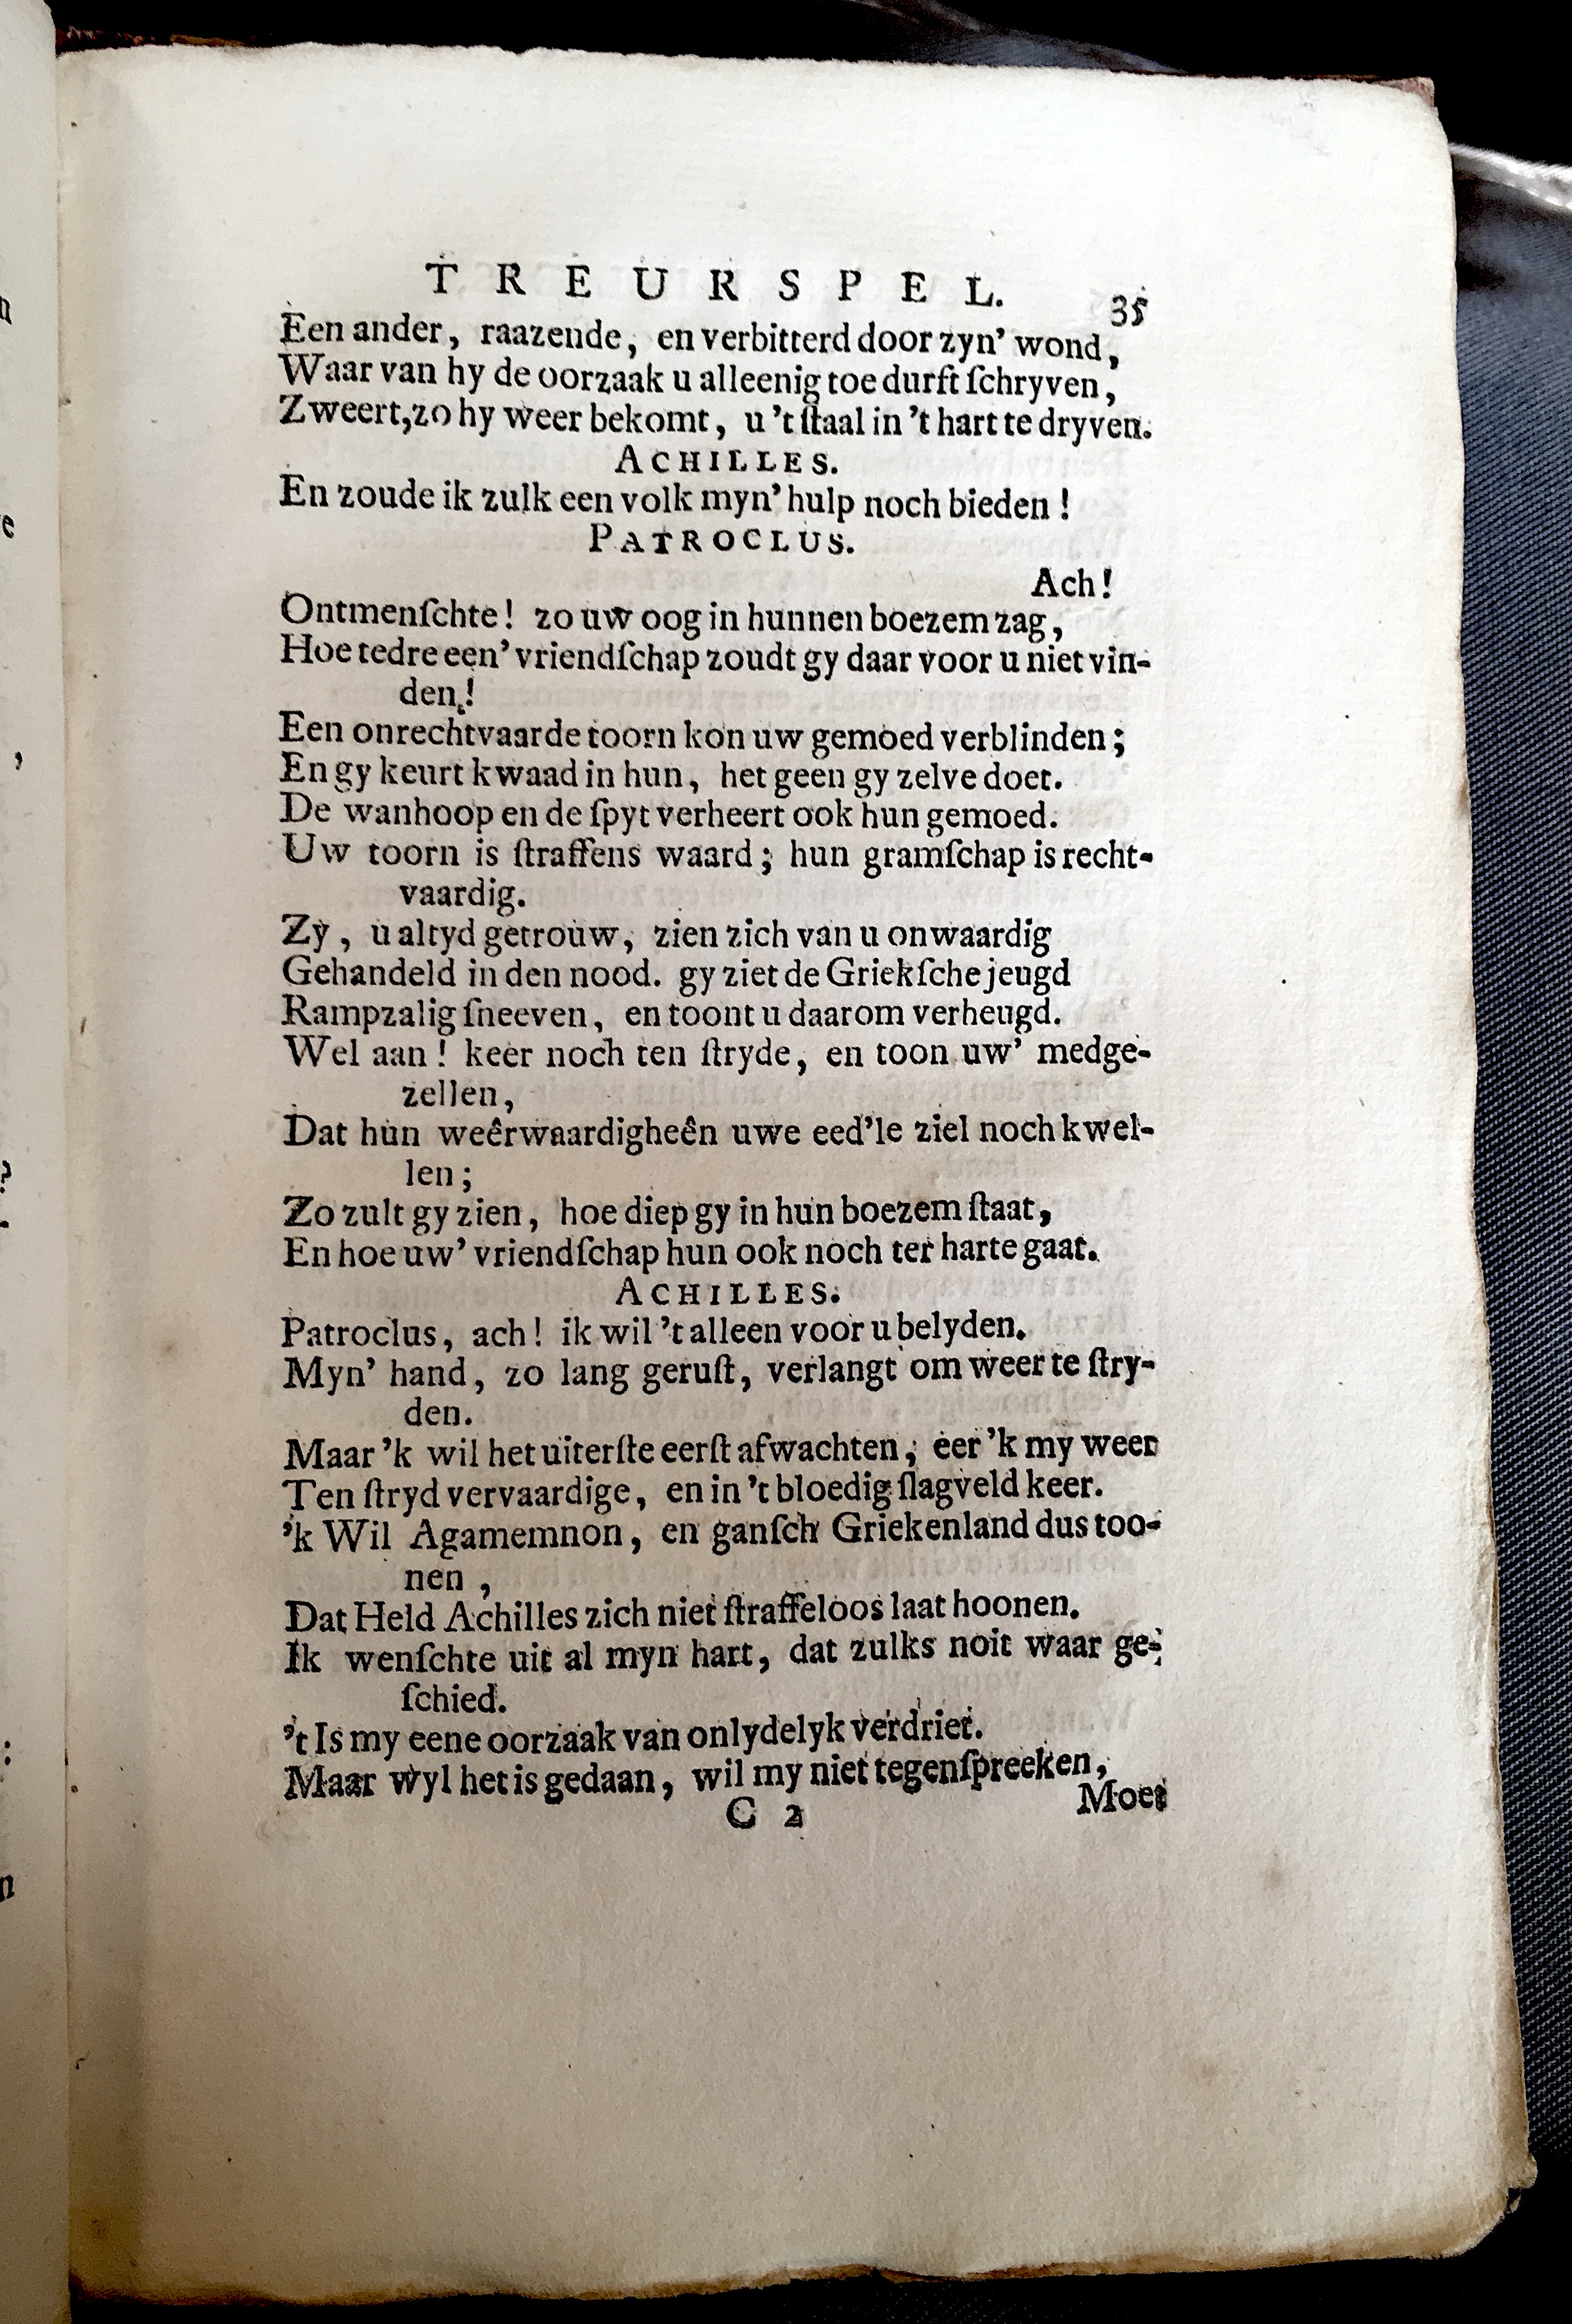 TREURSPEL. 35
Een ander, raazende, en verbitterd door zyn' wond,
Waar van hy de oorzaak u alleenig toe durft ſchryven,
Zweert, zo hy weer bekomt, u 't ſtaal in 't hart te dryven.
ACHILLES.
En zoude ik zulk een volk myn' hulp noch bieden!
PATROCLUS.
Ach!
Ontmenſchte! zo uw oog in hunnen boezem zag,
Hoe tedre een' vriendſchap zoudt gy daar voor u niet vin-
den!
Een onrechtvaarde toorn kon uw gemoed verblinden;
En gy keurt kwaad in hun, het geen gy zelve doet.
De wanhoop en de ſpyt verheert ook hun gemoed.
Uw toorn is ſtraffens waard; hun gramſchap is recht-
vaardig.
Zy, u altyd getrouw, zien zich van u onwaardig
Gehandeld in den nood. gy ziet de Griekſche jeugd
Rampzalig ſneeven, en toont u daarom verheugd.
Wel aan! keer noch ten ſtryde, en toon uw' medge-
zellen,
Dat hun weêrwaardigheên uwe eed'le ziel noch kwel-
len;
Zo zult gy zien, hoe diep gy in hun boezem ſtaat,
En hoe uw' vriendſchap hun ook noch ter harte gaat.
ACHILLES.
Patroclus, ach! ik wil 't alleen voor u belyden.
Myn' hand, zo lang geruſt, verlangt om weer te ſtry-
den.
Maar 'k wil het uiterſte eerſt afwachten, eer 'k my weer
Ten ſtryd vervaardige, en in 't bloedig ſlagveld keer.
'k Wil Agamemnon, en ganſch Griekenland dus too-
nen,
Dat Held Achilles zich niet ſtraffeloos laat hoonen.
Ik wenſchte uit al myn hart, dat zulks noit waar ge-
ſchied.
't Is my eene oorzaak van onlydelyk verdriet.
Maar wyl het is gedaan, wil my niet tegenſpreeken,
C 2 Moet